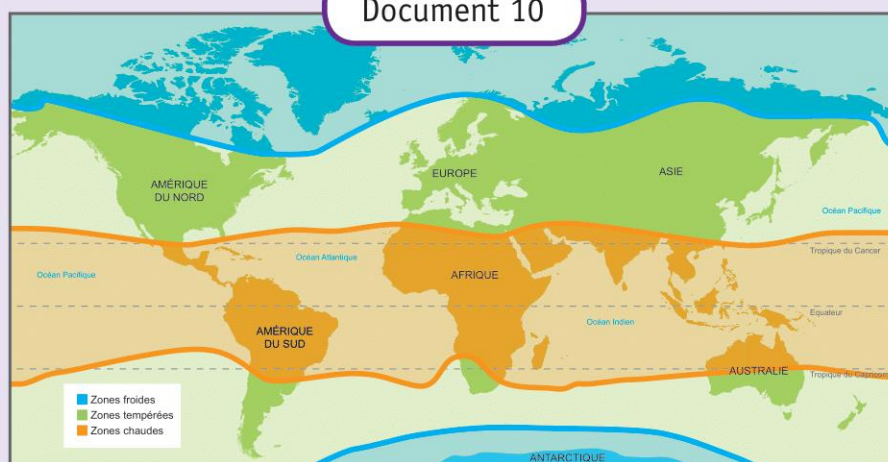 Document 10
AMÉRIQUE
DU NORD
EUROPE
ASIE
Océan Pacifique
Océan Atlantique
Tropique du Cancer
Océan Pacifique
AFRIQUE
Equateur
Océan Indien
AMÉRIQUE
DU SUD
AUSTRALIE
Tropique du Capricorne
Zones froides
Zones tempérées
Zones chaudes
ANTARCTIQUE